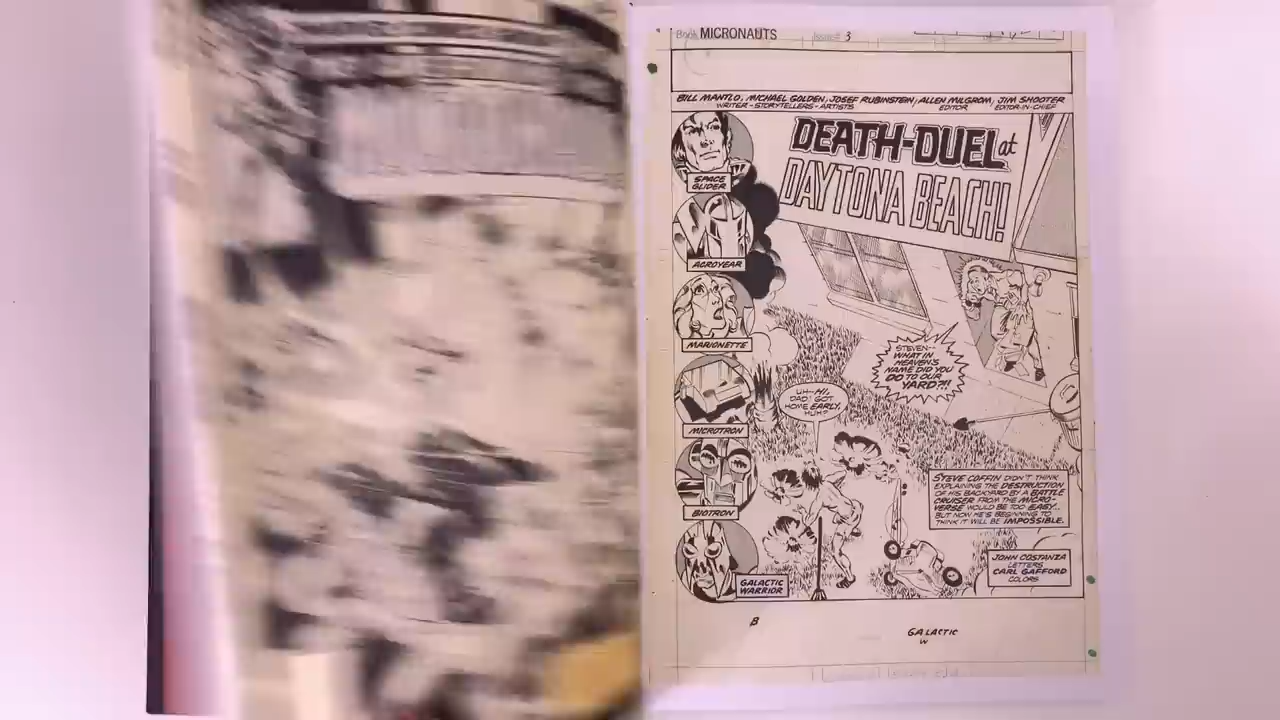 Book MICRONAUTS Issue# 3
BILL MANTLO, MICHAEL GOLDEN, JOSEF RUBINSTEIN, ALLEN MILGROM, JIM SHOOTER
WRITER - STORYTELLERS - ARTISTS EDITOR EDITOR-IN-CHIEF
DEATH-DUEL at
DAYTONA BEACH!
SPACE
GLIDER
ACROYEAR
MARIONETTE
MICROTRON
BIOTRON
GALACTIC
WARRIOR
STEVEN--
WHAT IN
HEAVEN'S
NAME DID YOU
DO TO OUR
YARD?!!
UH--HI,
DAD! GOT
HOME EARLY,
HUH?
STEVE COFFIN DIDN'T THINK
EXPLAINING THE DESTRUCTION
OF HIS BACKYARD BY A BATTLE
CRUISER FROM THE MICRO-
VERSE WOULD BE TOO EASY..
BUT NOW HE'S BEGINNING TO
THINK IT WILL BE IMPOSSIBLE.
JOHN COSTANZA
LETTERS
CARL GAFFORD
COLORS
B
GALACTIC
W